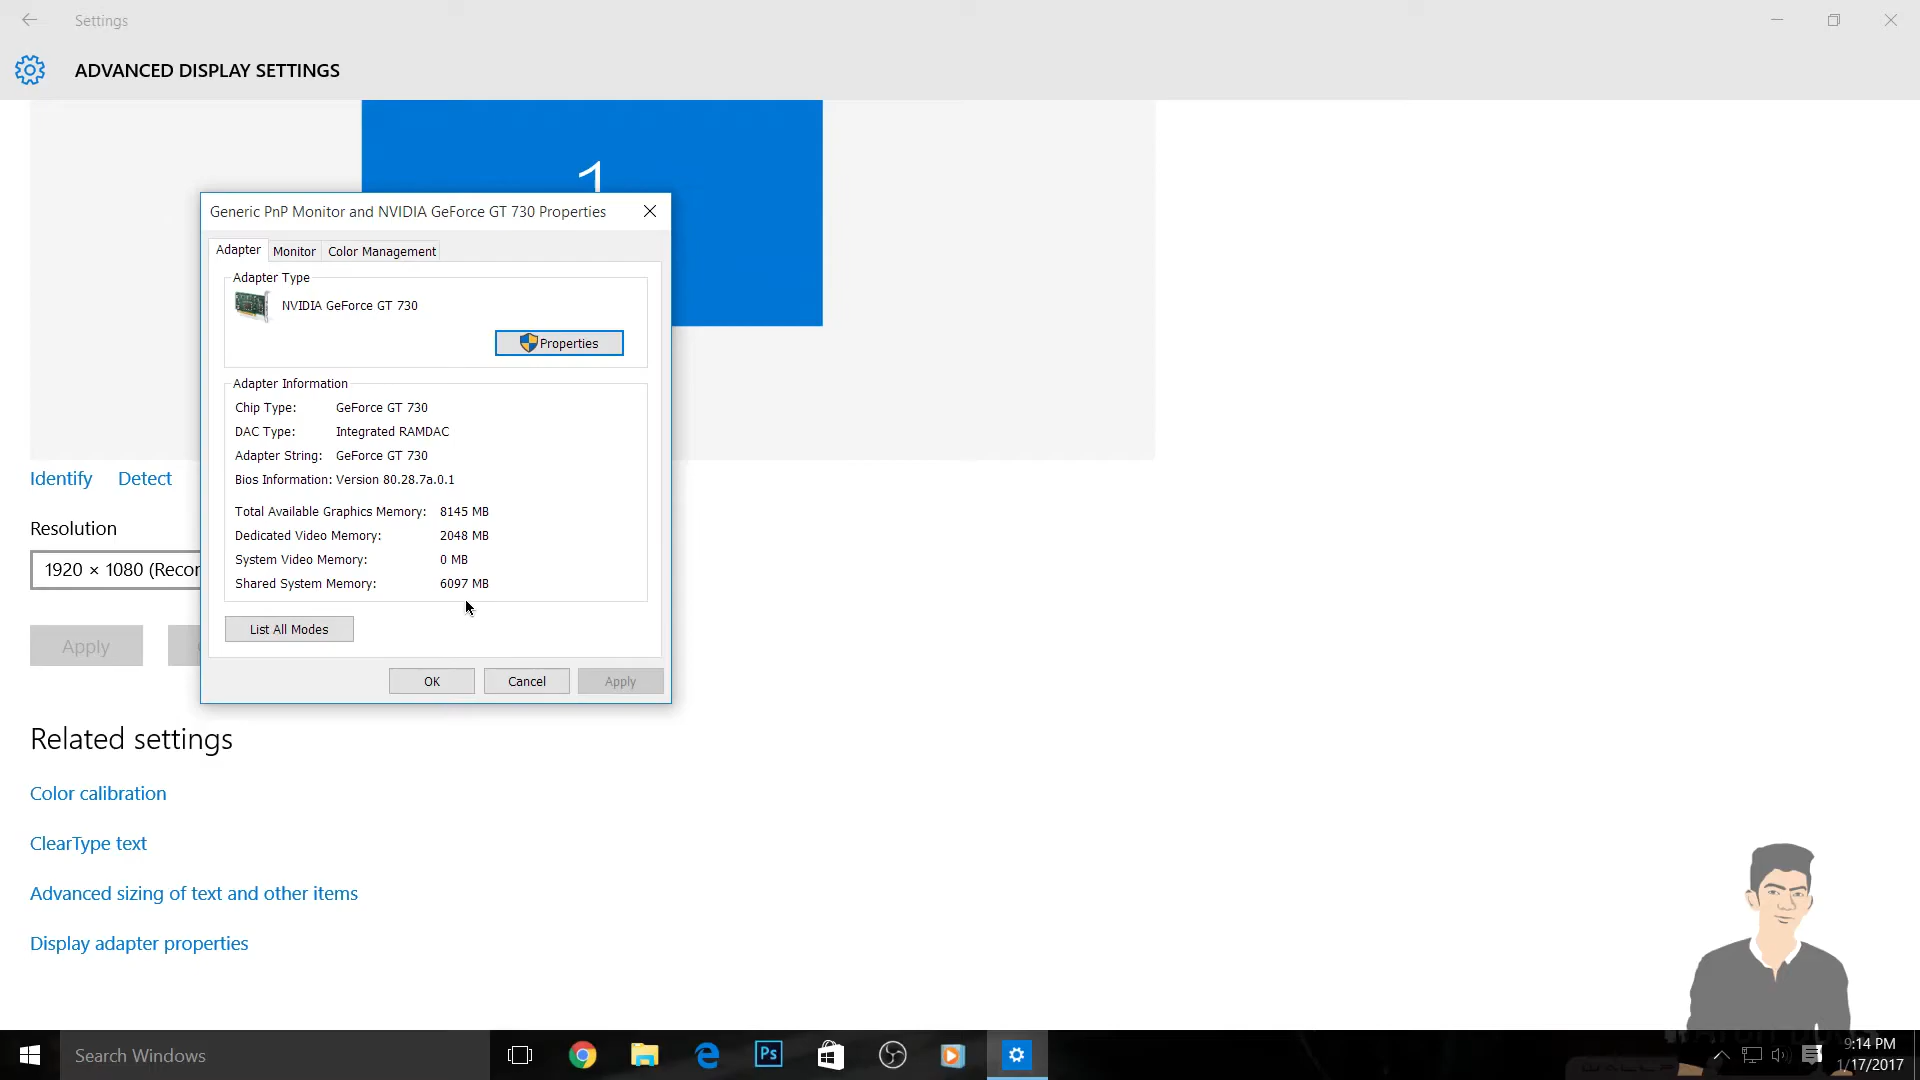 Settings
ADVANCED DISPLAY SETTINGS
1
Generic PnP Monitor and NVIDIA GeForce GT 730 Properties
Adapter Monitor Color Management
Adapter Type
NVIDIA GeForce GT 730
Properties
Adapter Information
Chip Type: GeForce GT 730
DAC Type: Integrated RAMDAC
Adapter String: GeForce GT 730
Bios Information: Version 80.28.7a.0.1
Total Available Graphics Memory: 8145 MB
Dedicated Video Memory: 2048 MB
System Video Memory: 0 MB
Shared System Memory: 6097 MB
List All Modes
OK Cancel Apply
Identify Detect
Resolution
1920 × 1080 (Recor
Apply
Related settings
Color calibration
ClearType text
Advanced sizing of text and other items
Display adapter properties
Search Windows
Ps
9:14 PM
1/17/2017